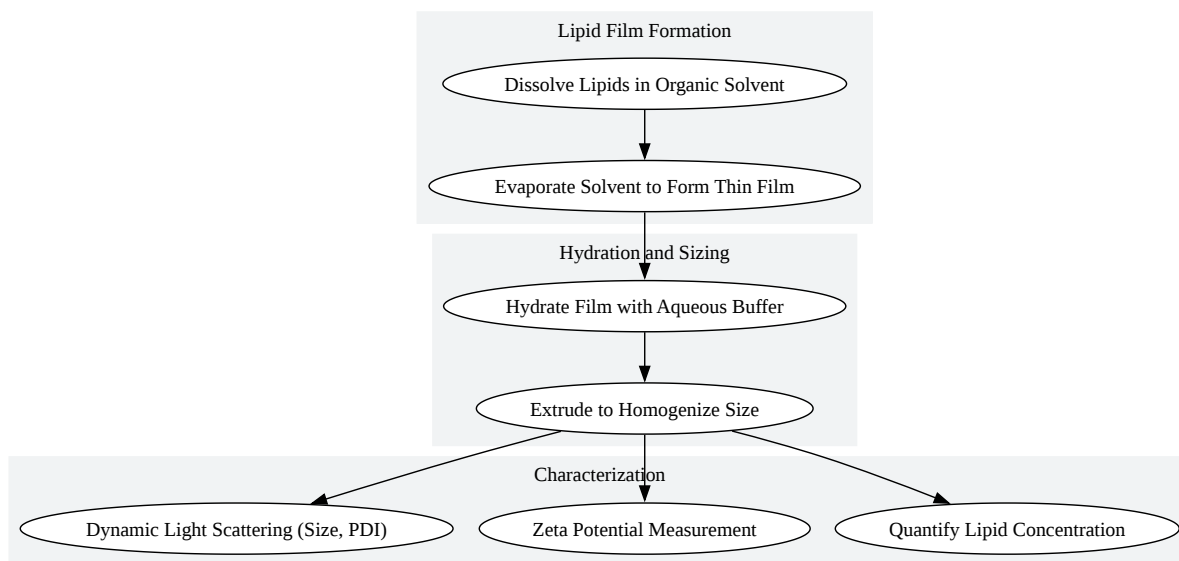 Lipid Film Formation
Dissolve Lipids in Organic Solvent
Evaporate Solvent to Form Thin Film
Hydration and Sizing
Hydrate Film with Aqueous Buffer
Extrude to Homogenize Size
Characterization
Dynamic Light Scattering (Size, PDI)
Zeta Potential Measurement
Quantify Lipid Concentration